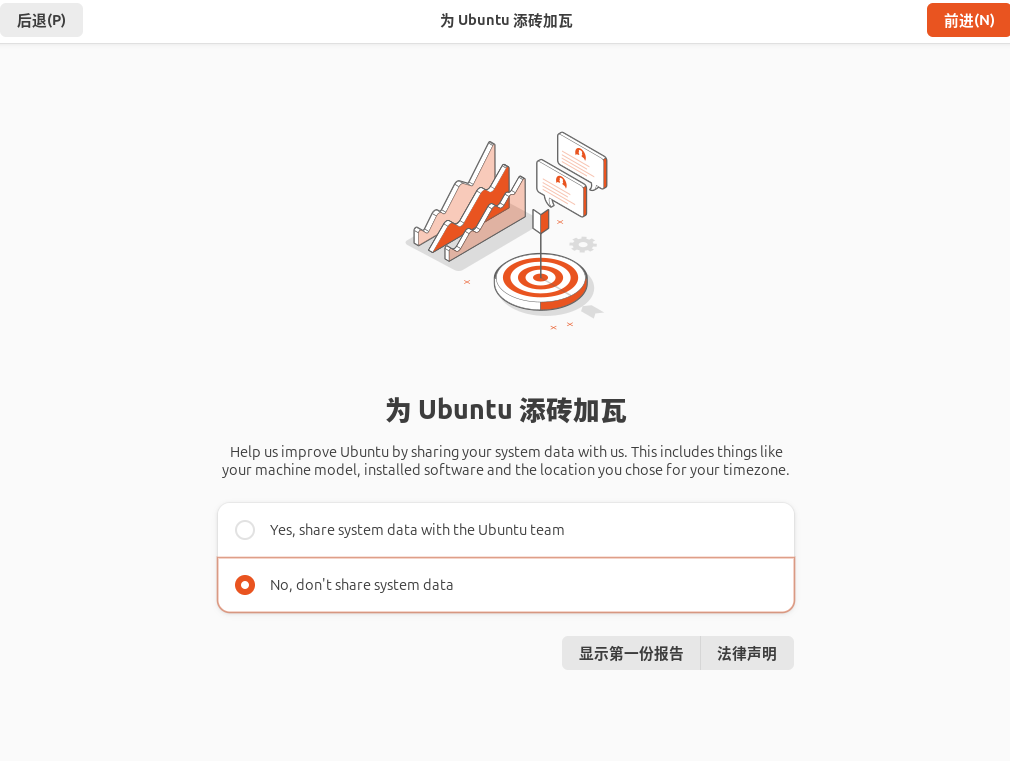 后退(P)
为 Ubuntu 添砖加瓦
前进(N)
为 Ubuntu 添砖加瓦
Help us improve Ubuntu by sharing your system data with us. This includes things like
your machine model, installed software and the location you chose for your timezone.
Yes, share system data with the Ubuntu team
No, don't share system data
显示第一份报告
法律声明